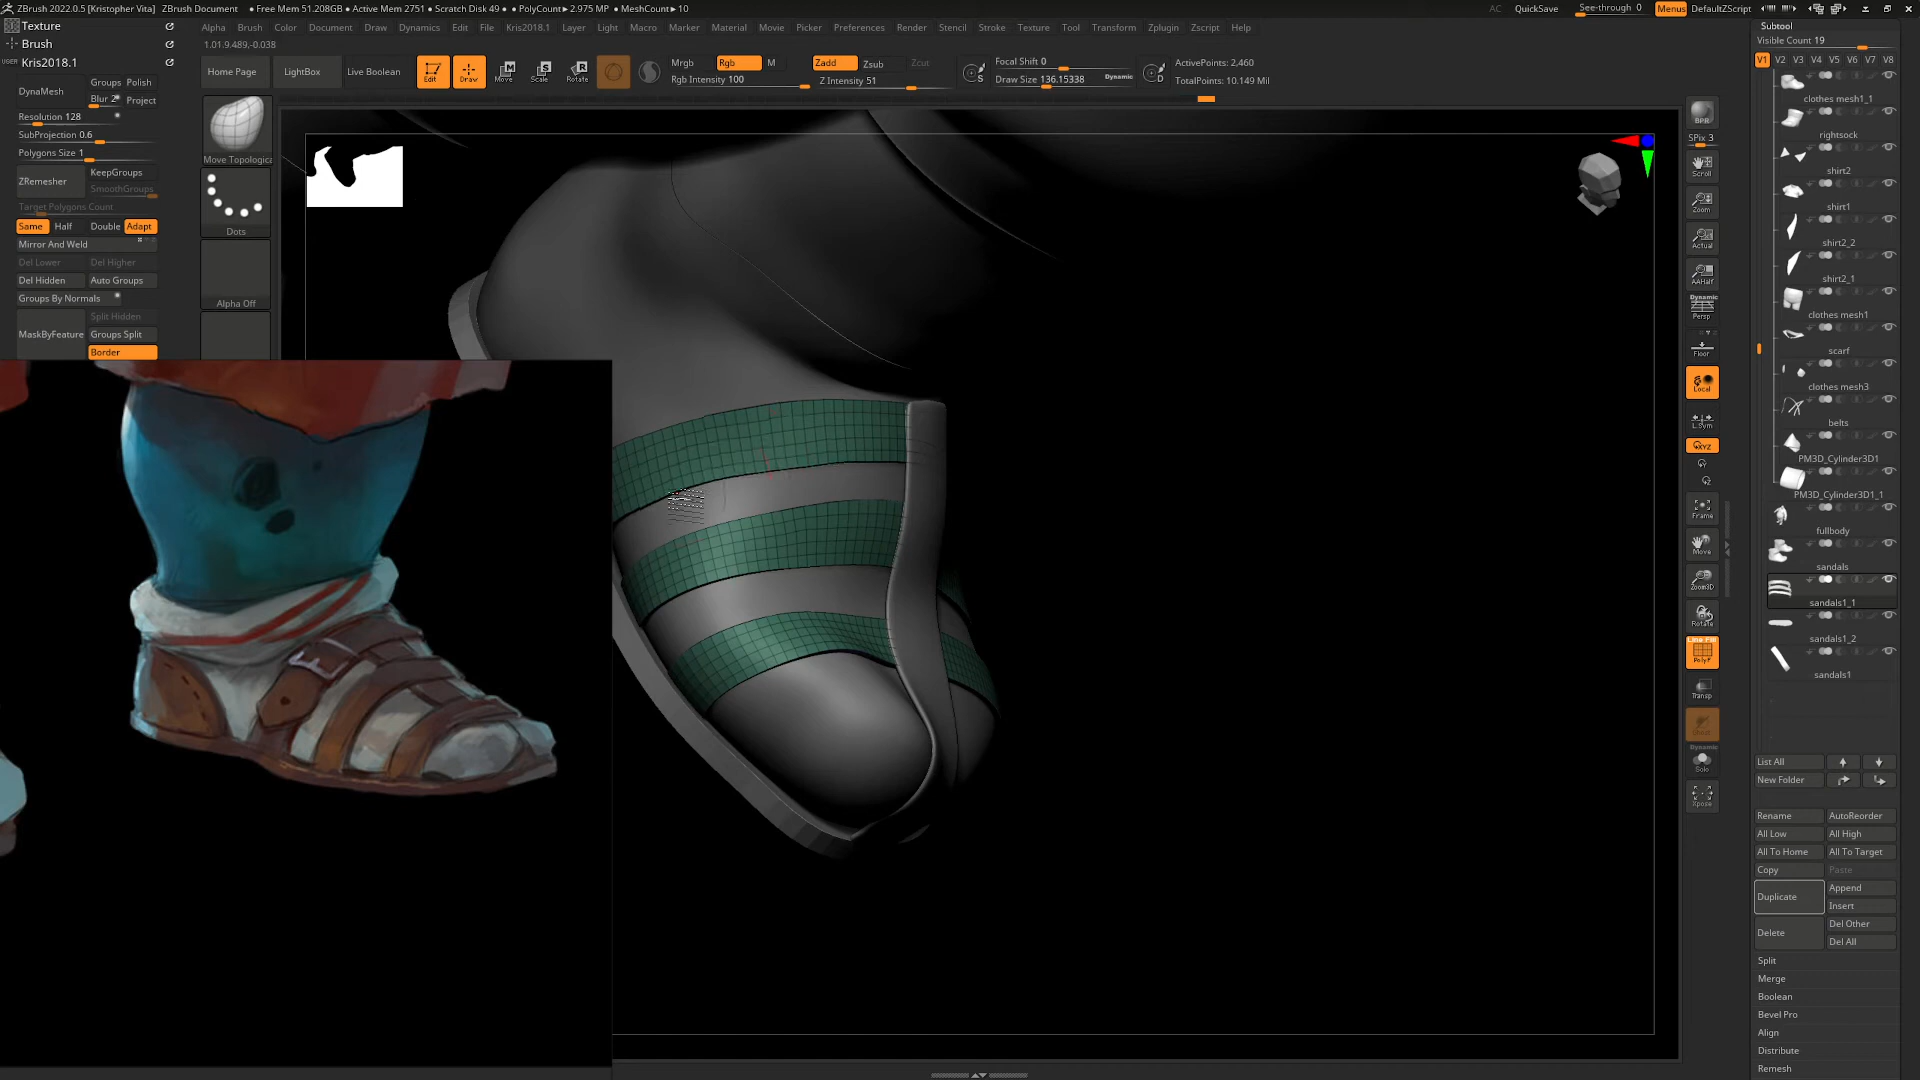 ZBrush 2022.0.5 [Kristopher Vita]    ZBrush Document    ● Free Mem 51.208GB ● Active Mem 2751 ● Scratch Disk 49 ●  ● PolyCount► 2.975 MP  ● MeshCount► 10
AC    QuickSave    See-through 0    Menus    DefaultZScript
Texture
Brush
Kris2018.1
Alpha    Brush    Color    Document    Draw    Dynamics    Edit    File    Kris2018.1    Layer    Light    Macro    Marker    Material    Movie    Picker    Preferences    Render    Stencil    Stroke    Texture    Tool    Transform    Zplugin    Zscript    Help
1.01.9.489,-0.038
Home Page    LightBox    Live Boolean    Edit    Draw    Move    Scale    Rotate
Mrgb    Rgb    M    Zadd    Zsub    Zcut
Rgb Intensity 100    Z Intensity 51
Focal Shift 0
Draw Size 136.15338    Dynamic
ActivePoints: 2,460
TotalPoints: 10.149 Mil
DynaMesh    Groups    Polish
Blur 2    Project
Resolution 128
SubProjection 0.6
Polygons Size 1
ZRemesher    KeepGroups
SmoothGroups
Target Polygons Count
Same    Half    Double    Adapt
Mirror And Weld
Del Lower    Del Higher
Del Hidden    Auto Groups
Groups By Normals
Split Hidden
MaskByFeature    Groups Split
Border
Move Topologica
Dots
Alpha Off
BPR
SPix 3
Scroll
Zoom
Actual
AAHalf
Dynamic
Persp
Floor
Local
L.Sym
XYZ
Frame
Move
Zoom3D
Rotate
Line Fill
PolyF
Transp
Ghost
Dynamic
Solo
Xpose
Subtool
Visible Count 19
V1    V2    V3    V4    V5    V6    V7    V8
clothes mesh1_1
rightsock
shirt2
shirt1
shirt2_2
shirt2_1
clothes mesh1
scarf
clothes mesh3
belts
PM3D_Cylinder3D1
PM3D_Cylinder3D1_1
fullbody
sandals
sandals1_1
sandals1_2
sandals1
List All
New Folder
Rename    AutoReorder
All Low    All High
All To Home    All To Target
Copy    Paste
Duplicate    Append
Insert
Delete    Del Other
Del All
Split
Merge
Boolean
Bevel Pro
Align
Distribute
Remesh